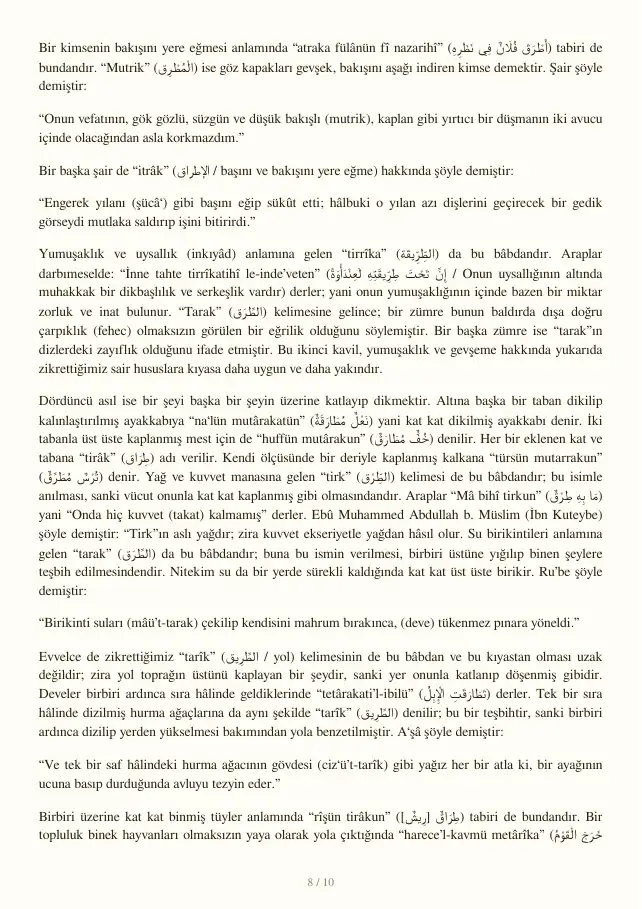 Bir kimsenin bakışını yere eğmesi anlamında “atraka fülânün fî nazarihî” (أَطْرَقَ فُلَانٌ فِي نَظَرِهِ) tabiri de
bundandır. “Mutrik” (الْمُطْرِق) ise göz kapakları gevşek, bakışını aşağı indiren kimse demektir. Şair şöyle
demiştir:
“Onun vefatının, gök gözlü, süzgün ve düşük bakışlı (mutrik), kaplan gibi yırtıcı bir düşmanın iki avucu
içinde olacağından asla korkmazdım.”
Bir başka şair de “itrâk” (الإطراق / başını ve bakışını yere eğme) hakkında şöyle demiştir:
“Engerek yılanı (şücâ‘) gibi başını eğip sükût etti; hâlbuki o yılan azı dişlerini geçirecek bir gedik
görseydi mutlaka saldırıp işini bitirirdi.”
Yumuşaklık ve uysallık (inkıyâd) anlamına gelen “tirrîka” (الطِّرِّيقة) da bu bâbdandır. Araplar
darbımeselde: “İnne tahte tirrîkatihî le-inde’veten” (إِنَّ تَحْتَ طِرِّيقَتِهِ لَعِنْدَأْوَةً / Onun uysallığının altında
muhakkak bir dikbaşlılık ve serkeşlik vardır) derler; yani onun yumuşaklığının içinde bazen bir miktar
zorluk ve inat bulunur. “Tarak” (الطَّرَق) kelimesine gelince; bir zümre bunun baldırda dışa doğru
çarpıklık (fehec) olmaksızın görülen bir eğrilik olduğunu söylemiştir. Bir başka zümre ise “tarak”ın
dizlerdeki zayıflık olduğunu ifade etmiştir. Bu ikinci kavil, yumuşaklık ve gevşeme hakkında yukarıda
zikrettiğimiz sair hususlara kıyasa daha uygun ve daha yakındır.
Dördüncü asıl ise bir şeyi başka bir şeyin üzerine katlayıp dikmektir. Altına başka bir taban dikilip
kalınlaştırılmış ayakkabıya “na‘lün mutârakatün” (نَعْلٌ مُطَارَقَةٌ) yani kat kat dikilmiş ayakkabı denir. İki
tabanla üst üste kaplanmış mest için de “huffün mutârakun” (خُفٌّ مُطَارَقٌ) denilir. Her bir eklenen kat ve
tabana “tirâk” (طِرَاق) adı verilir. Kendi ölçüsünde bir deriyle kaplanmış kalkana “türsün mutarrakun”
(تُرْسٌ مُطَرَّقٌ) denir. Yağ ve kuvvet manasına gelen “tirk” (الطِّرْق) kelimesi de bu bâbdandır; bu isimle
anılması, sanki vücut onunla kat kat kaplanmış gibi olmasındandır. Araplar “Mâ bihî tirkun” (مَا بِهِ طِرْقٌ)
yani “Onda hiç kuvvet (takat) kalmamış” derler. Ebû Muhammed Abdullah b. Müslim (İbn Kuteybe)
şöyle demiştir: “Tirk”ın aslı yağdır; zira kuvvet ekseriyetle yağdan hâsıl olur. Su birikintileri anlamına
gelen “tarak” (الطَّرَق) da bu bâbdandır; buna bu ismin verilmesi, birbiri üstüne yığılıp binen şeylere
teşbih edilmesindendir. Nitekim su da bir yerde sürekli kaldığında kat kat üst üste birikir. Ru’be şöyle
demiştir:
“Birikinti suları (mâü’t-tarak) çekilip kendisini mahrum bırakınca, (deve) tükenmez pınara yöneldi.”
Evvelce de zikrettiğimiz “tarîk” (الطَّرِيق / yol) kelimesinin de bu bâbdan ve bu kıyastan olması uzak
değildir; zira yol toprağın üstünü kaplayan bir şeydir, sanki yer onunla katlanıp döşenmiş gibidir.
Develer birbiri ardınca sıra hâlinde geldiklerinde “tetârakati’l-ibilü” (تَطَارَقَتِ الْإِبِلُ) derler. Tek bir sıra
hâlinde dizilmiş hurma ağaçlarına da aynı şekilde “tarîk” (الطَّرِيق) denilir; bu bir teşbihtir, sanki birbiri
ardınca dizilip yerden yükselmesi bakımından yola benzetilmiştir. A‘şâ şöyle demiştir:
“Ve tek bir saf hâlindeki hurma ağacının gövdesi (ciz‘ü’t-tarîk) gibi yağız her bir atla ki, bir ayağının
ucuna basıp durduğunda avluyu tezyin eder.”
Birbiri üzerine kat kat binmiş tüyler anlamında “rîşün tirâkun” ([رِيشٌ] طِرَاقٌ) tabiri de bundandır. Bir
topluluk binek hayvanları olmaksızın yaya olarak yola çıktığında “harece’l-kavmü metârîka” (خَرَجَ الْقَوْمُ
8 / 10